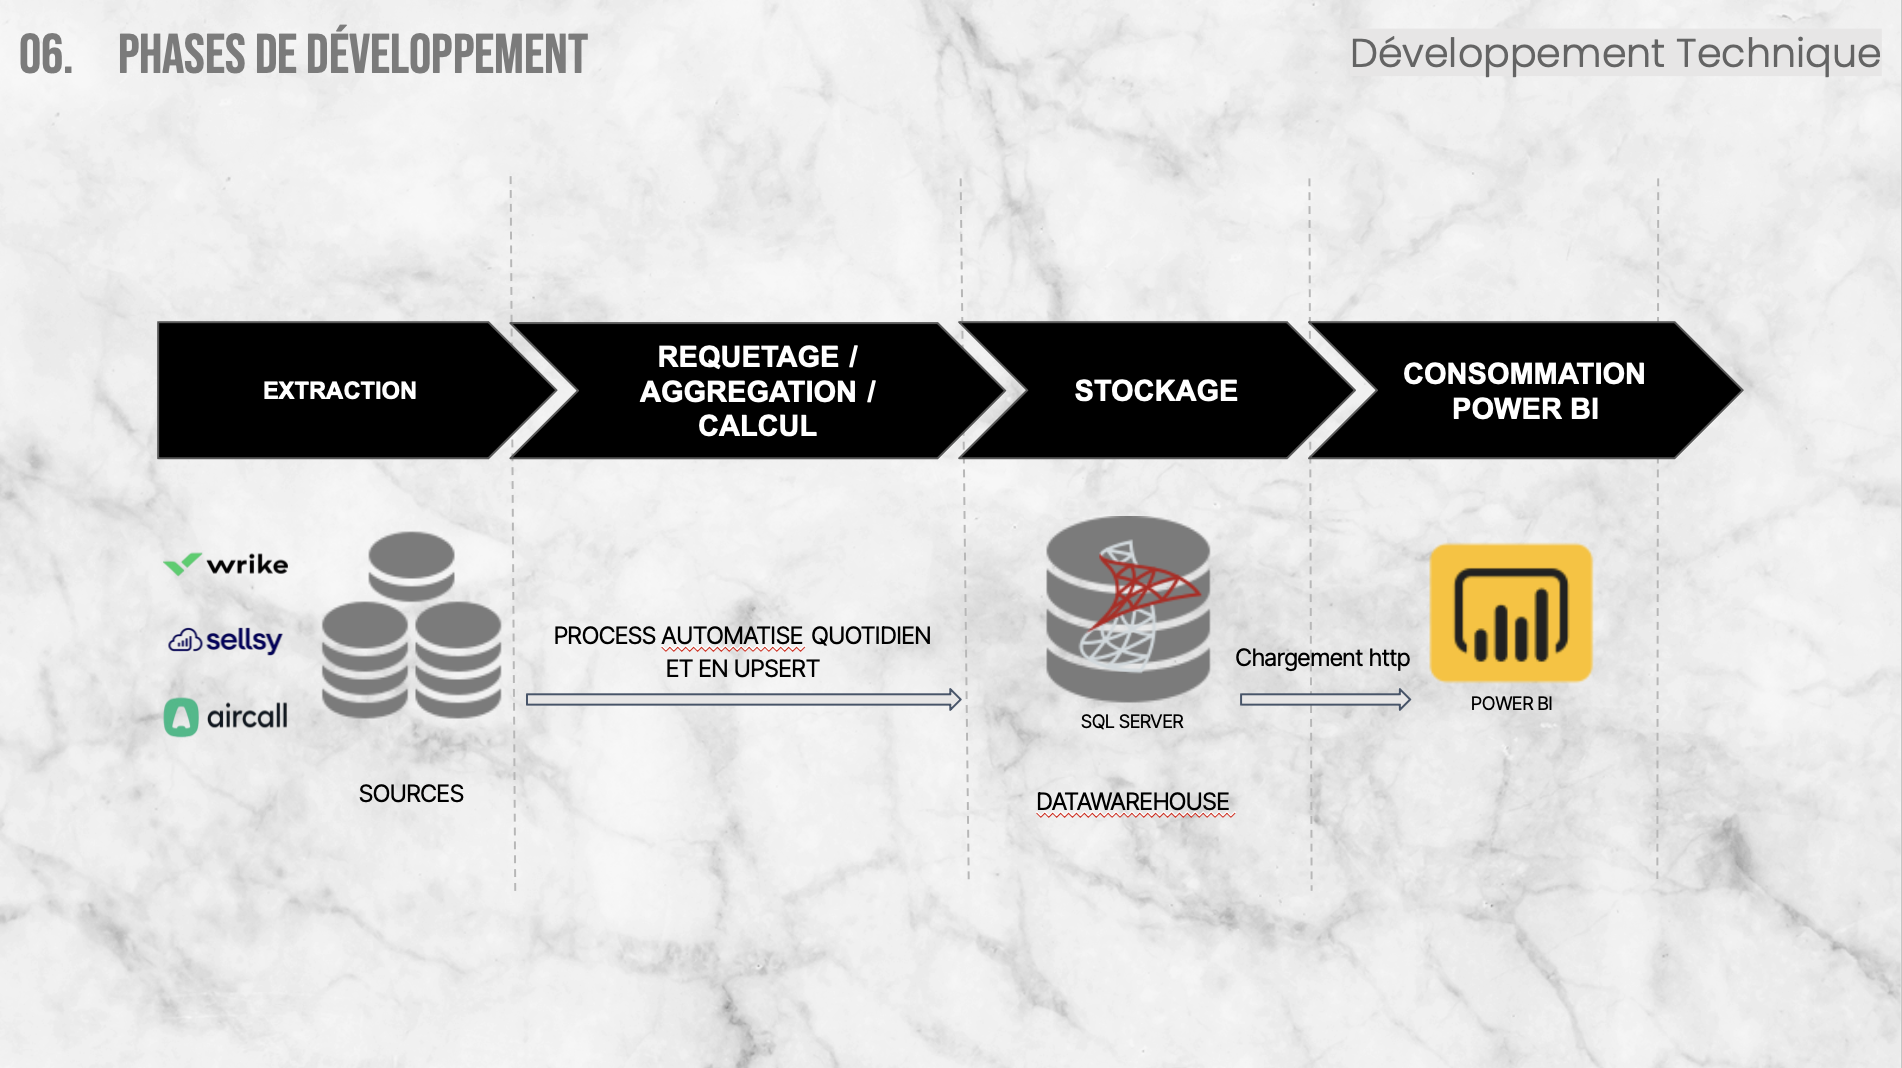 06. PHASES DE DÉVELOPPEMENT
Développement Technique
EXTRACTION
REQUETAGE /
AGGREGATION /
CALCUL
STOCKAGE
CONSOMMATION
POWER BI
wrike
sellsy
aircall
SOURCES
PROCESS AUTOMATISE QUOTIDIEN
ET EN UPSERT
SQL SERVER
DATAWAREHOUSE
Chargement http
POWER BI